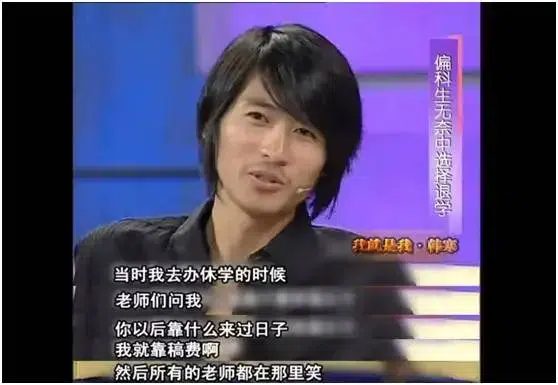 偏科生无奈中选择退学
我就是我·韩寒
当时我去办休学的时候
老师们问我
你以后靠什么来过日子
我就靠稿费啊
然后所有的老师都在那里笑